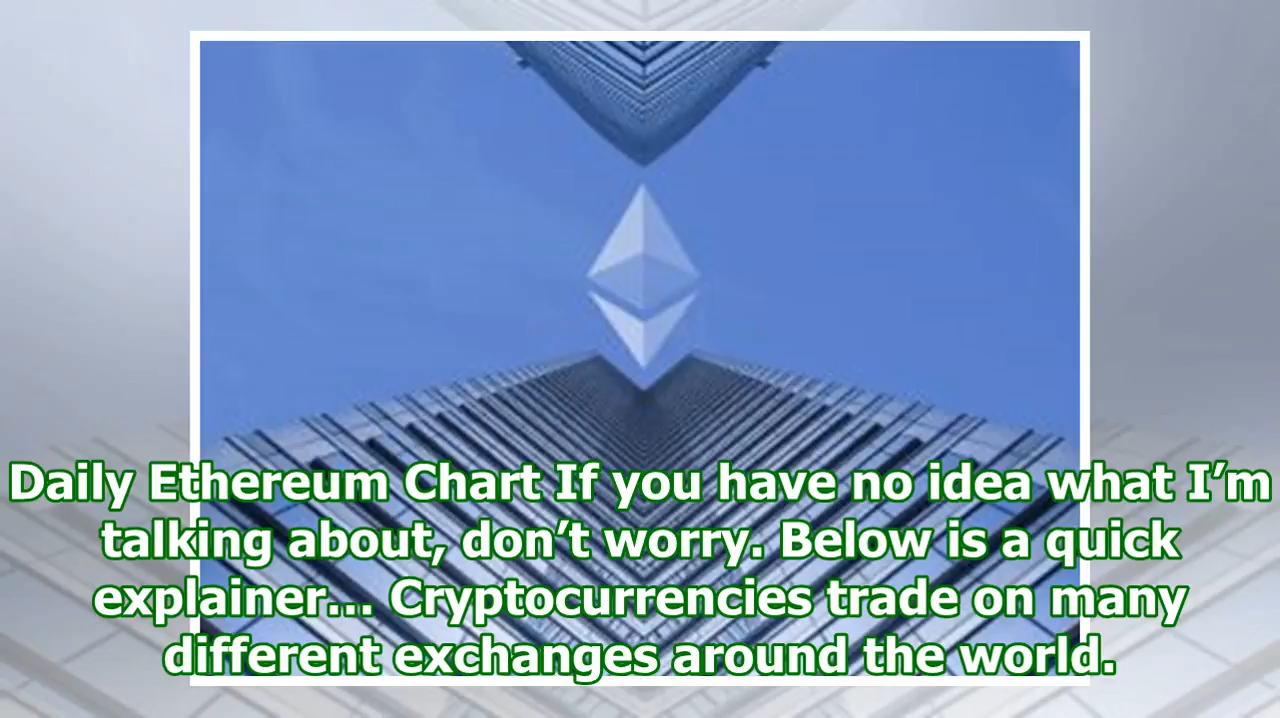 Daily Ethereum Chart If you have no idea what I’m
talking about, don’t worry. Below is a quick
explainer… Cryptocurrencies trade on many
different exchanges around the world.